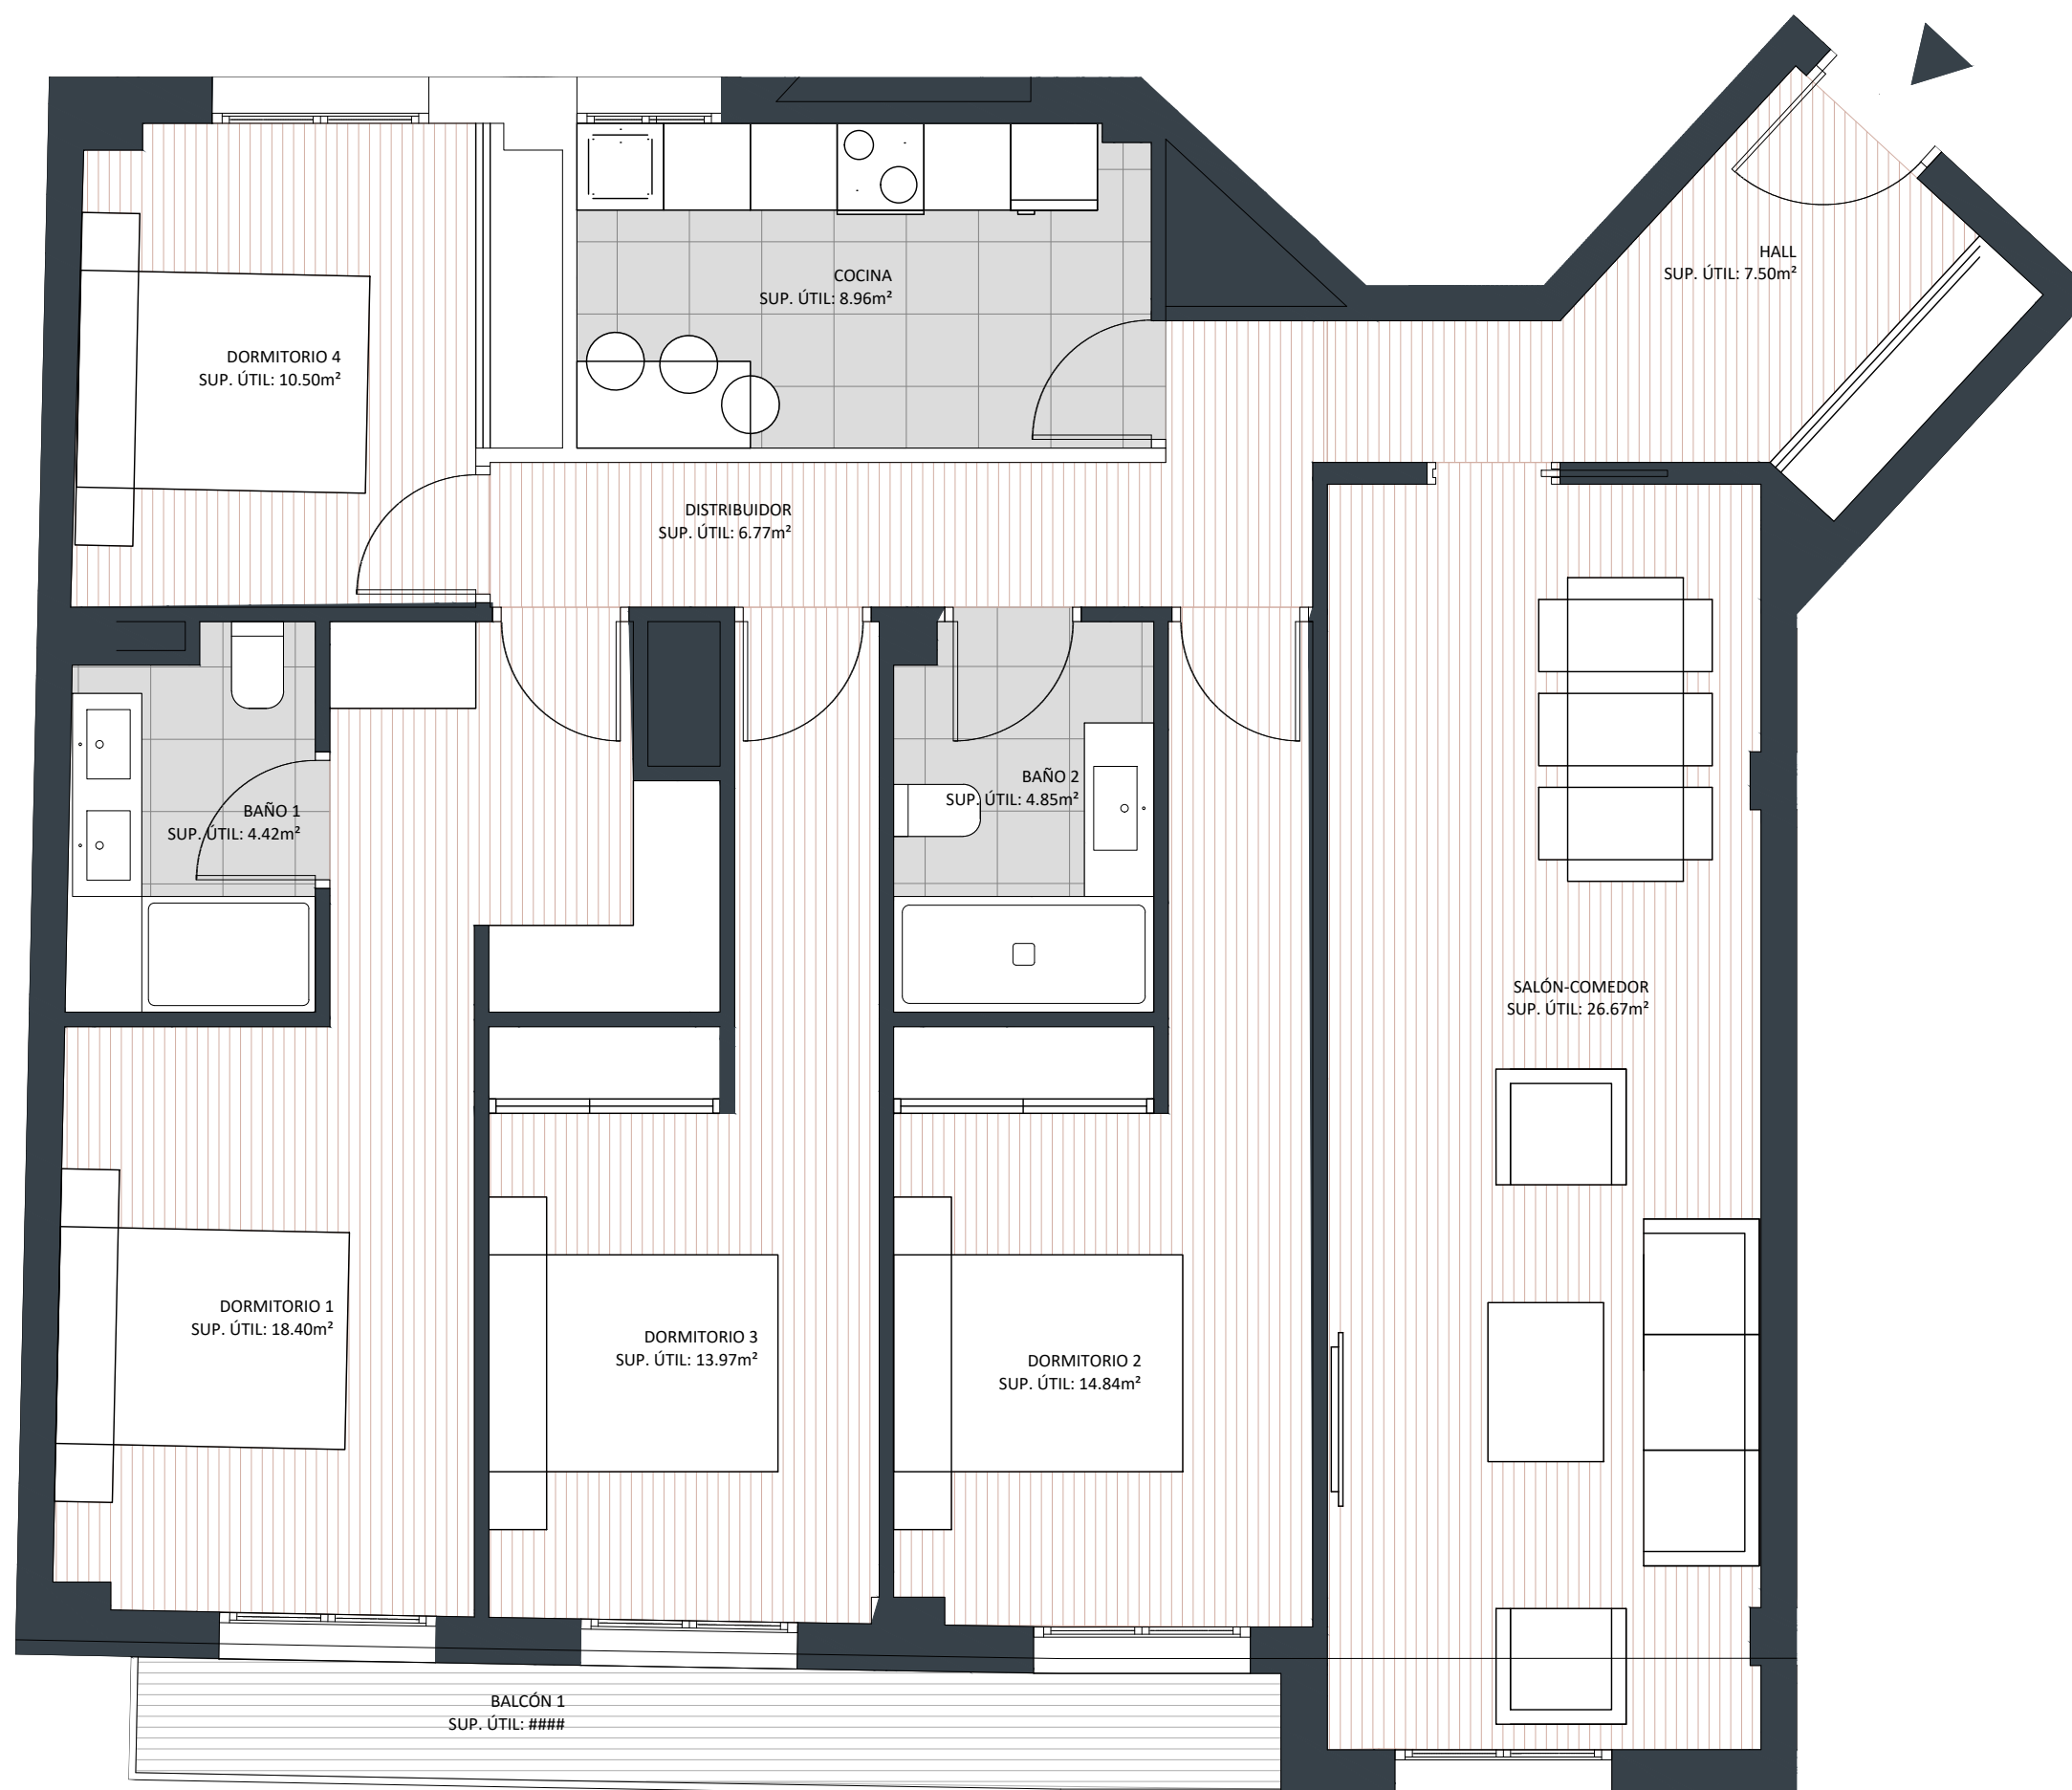 HALL
SUP. ÚTIL: 7.50m²
COCINA
SUP. ÚTIL: 8.96m²
DORMITORIO 4
SUP. ÚTIL: 10.50m²
DISTRIBUIDOR
SUP. ÚTIL: 6.77m²
BAÑO 2
SUP. ÚTIL: 4.85m²
BAÑO 1
SUP. ÚTIL: 4.42m²
SALÓN-COMEDOR
SUP. ÚTIL: 26.67m²
DORMITORIO 1
SUP. ÚTIL: 18.40m²
DORMITORIO 3
SUP. ÚTIL: 13.97m²
DORMITORIO 2
SUP. ÚTIL: 14.84m²
BALCÓN 1
SUP. ÚTIL: ####